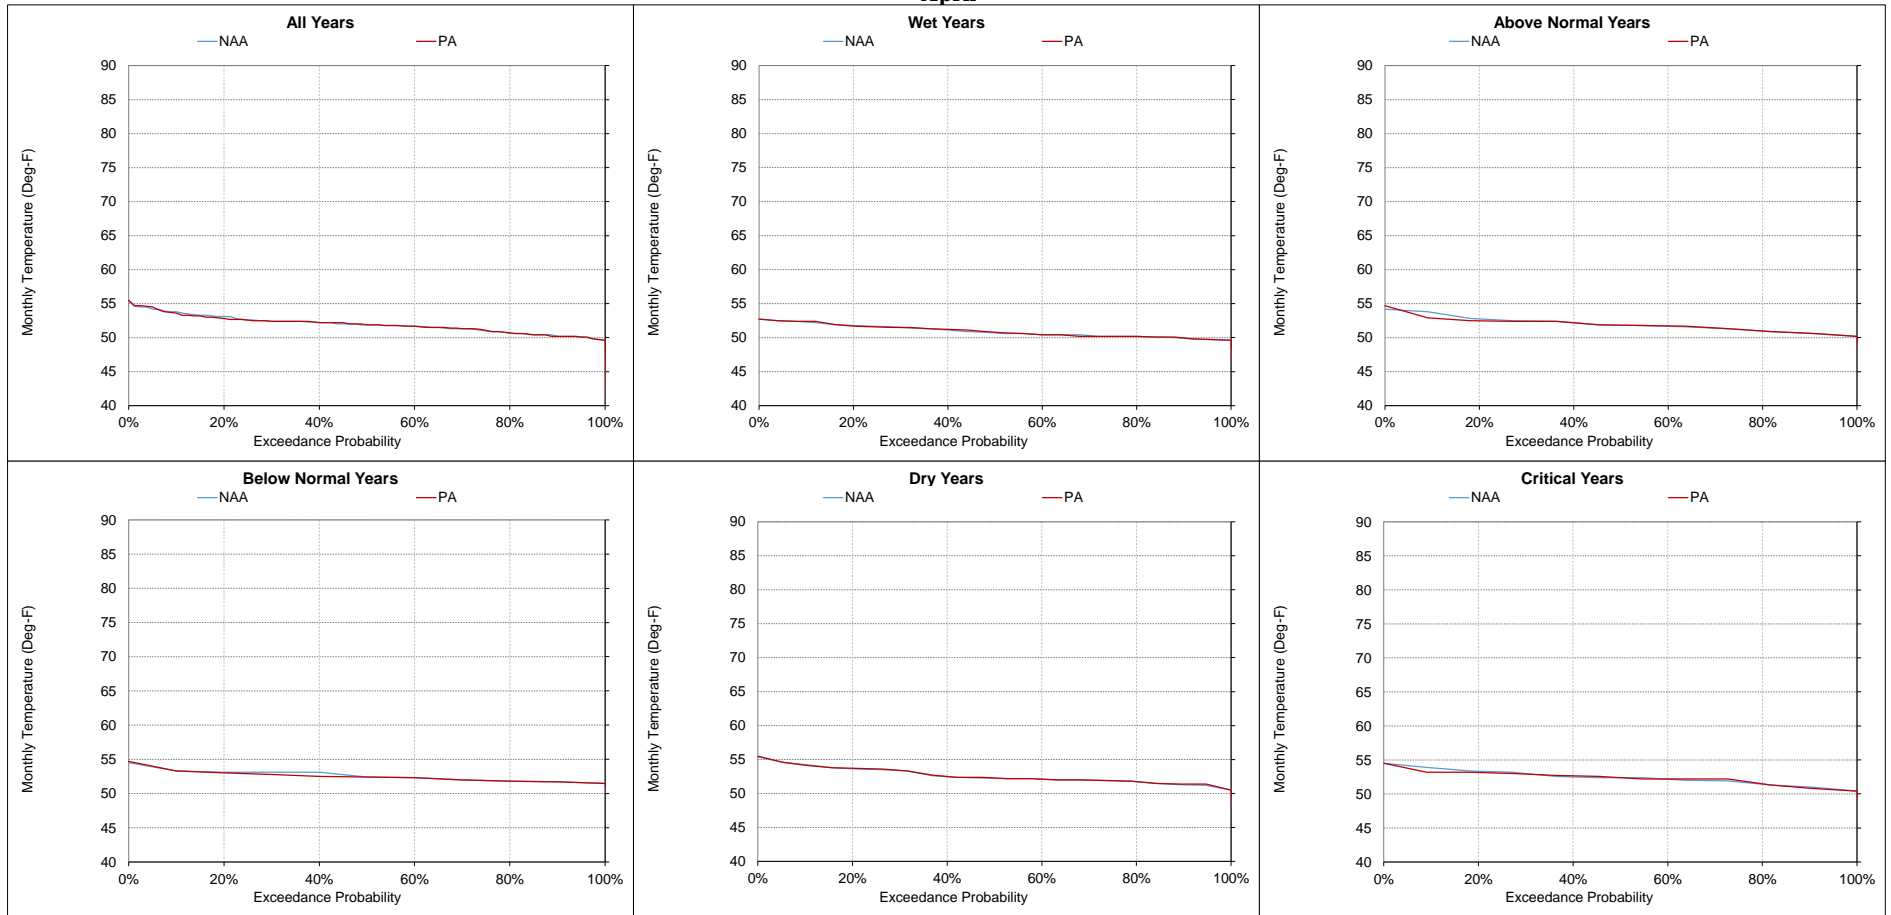 All Years
NAA PA
90
85
80
75
70
65
60
55
50
45
40
Monthly Temperature (Deg-F)
0% 20% 40% 60% 80% 100%
Exceedance Probability
Wet Years
NAA PA
90
85
80
75
70
65
60
55
50
45
40
Monthly Temperature (Deg-F)
0% 20% 40% 60% 80% 100%
Exceedance Probability
Above Normal Years
NAA PA
90
85
80
75
70
65
60
55
50
45
40
Monthly Temperature (Deg-F)
0% 20% 40% 60% 80% 100%
Exceedance Probability
Below Normal Years
NAA PA
90
85
80
75
70
65
60
55
50
45
40
Monthly Temperature (Deg-F)
0% 20% 40% 60% 80% 100%
Exceedance Probability
Dry Years
NAA PA
90
85
80
75
70
65
60
55
50
45
40
Monthly Temperature (Deg-F)
0% 20% 40% 60% 80% 100%
Exceedance Probability
Critical Years
NAA PA
90
85
80
75
70
65
60
55
50
45
40
Monthly Temperature (Deg-F)
0% 20% 40% 60% 80% 100%
Exceedance Probability